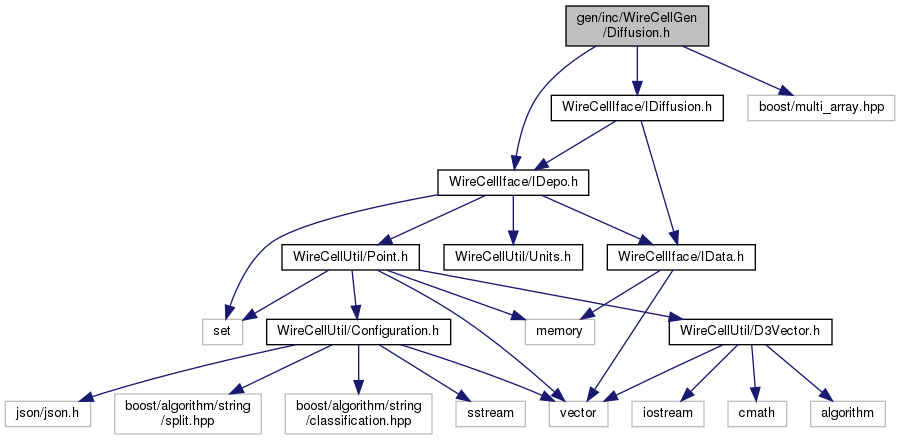 gen/inc/WireCellGen
/Diffusion.h
WireCellIface/IDiffusion.h
boost/multi_array.hpp
WireCellIface/IDepo.h
WireCellUtil/Point.h
WireCellUtil/Units.h
WireCellIface/IData.h
set
WireCellUtil/Configuration.h
memory
WireCellUtil/D3Vector.h
json/json.h
boost/algorithm/string
/split.hpp
boost/algorithm/string
/classification.hpp
sstream
vector
iostream
cmath
algorithm